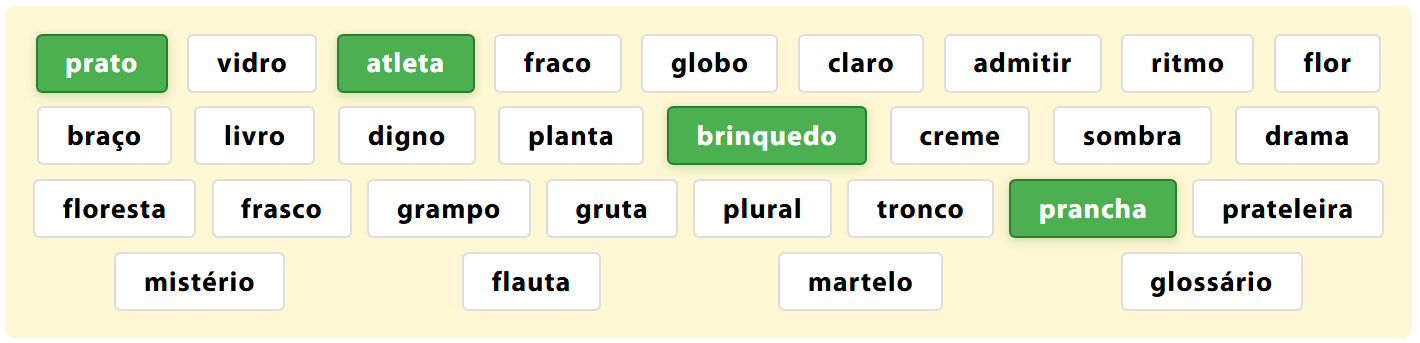 prato vidro atleta fraco globo claro admitir ritmo flor
braço livro digno planta brinquedo creme sombra drama
floresta frasco grampo gruta plural tronco prancha prateleira
mistério flauta martelo glossário